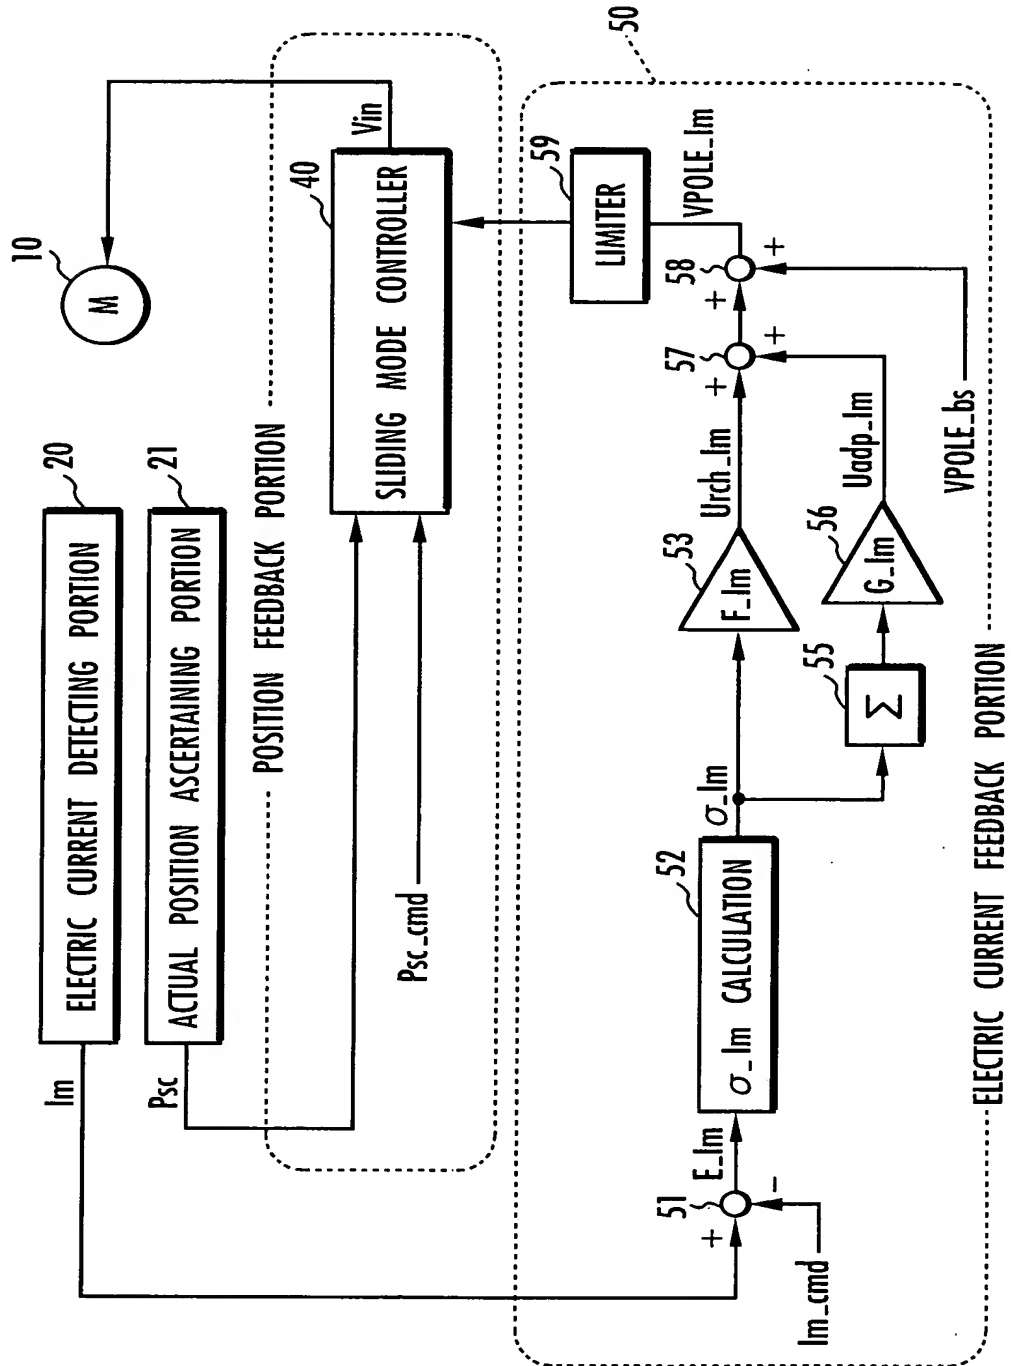 10
M
20
ELECTRIC CURRENT DETECTING PORTION
Im
21
ACTUAL POSITION ASCERTAINING PORTION
Psc
POSITION FEEDBACK PORTION
Vin
40
SLIDING MODE CONTROLLER
Psc_cmd
50
59
LIMITER
VPOLE_Im
58
+
+
57
+
+
VPOLE_bs
Urch_Im
53
F_Im
Uadp_Im
56
G_Im
55
Σ
σ_Im
52
σ_Im CALCULATION
E_Im
51
+
-
Im_cmd
ELECTRIC CURRENT FEEDBACK PORTION